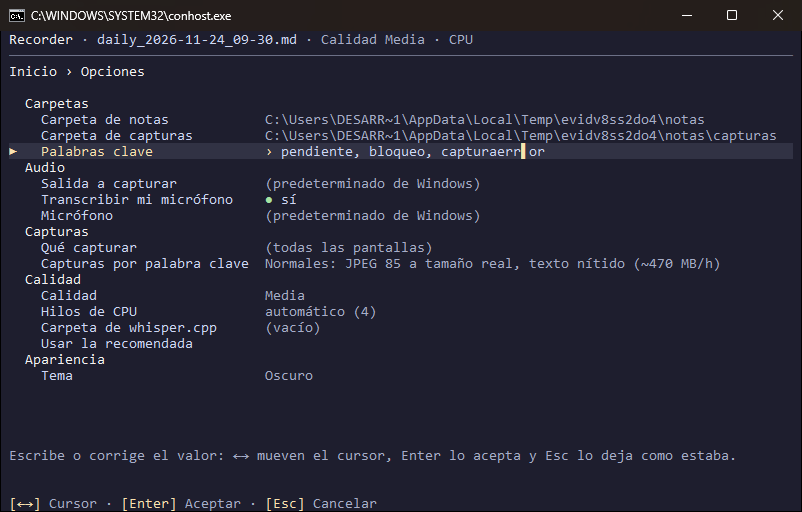 C:\WINDOWS\SYSTEM32\conhost.exe
Recorder · daily_2026-11-24_09-30.md · Calidad Media · CPU
Inicio › Opciones
Carpetas
Carpeta de notas C:\Users\DESARR~1\AppData\Local\Temp\evidv8ss2do4\notas
Carpeta de capturas C:\Users\DESARR~1\AppData\Local\Temp\evidv8ss2do4\notas\capturas
► Palabras clave › pendiente, bloqueo, capturaerr or
Audio
Salida a capturar (predeterminado de Windows)
Transcribir mi micrófono ● sí
Micrófono (predeterminado de Windows)
Capturas
Qué capturar (todas las pantallas)
Capturas por palabra clave Normales: JPEG 85 a tamaño real, texto nítido (~470 MB/h)
Calidad
Calidad Media
Hilos de CPU automático (4)
Carpeta de whisper.cpp (vacío)
Usar la recomendada
Apariencia
Tema Oscuro
Escribe o corrige el valor: ↔ mueven el cursor, Enter lo acepta y Esc lo deja como estaba.
[↔] Cursor · [Enter] Aceptar · [Esc] Cancelar